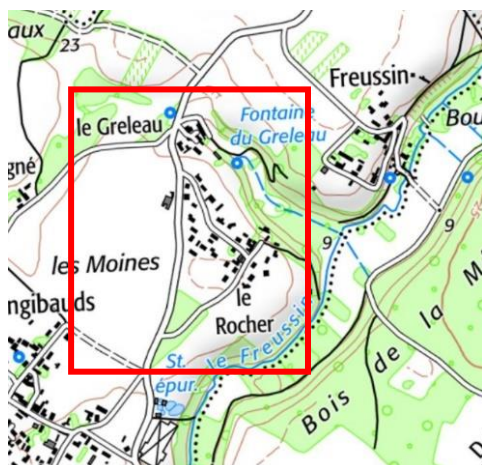 aux
23
Freussin
le Greleau
Fontaine
du Greleau
Bou
gné
9
9
les Moines
ngibauds
le
Rocher
St.
épur.
le Freussin
Bois de la M
25
D